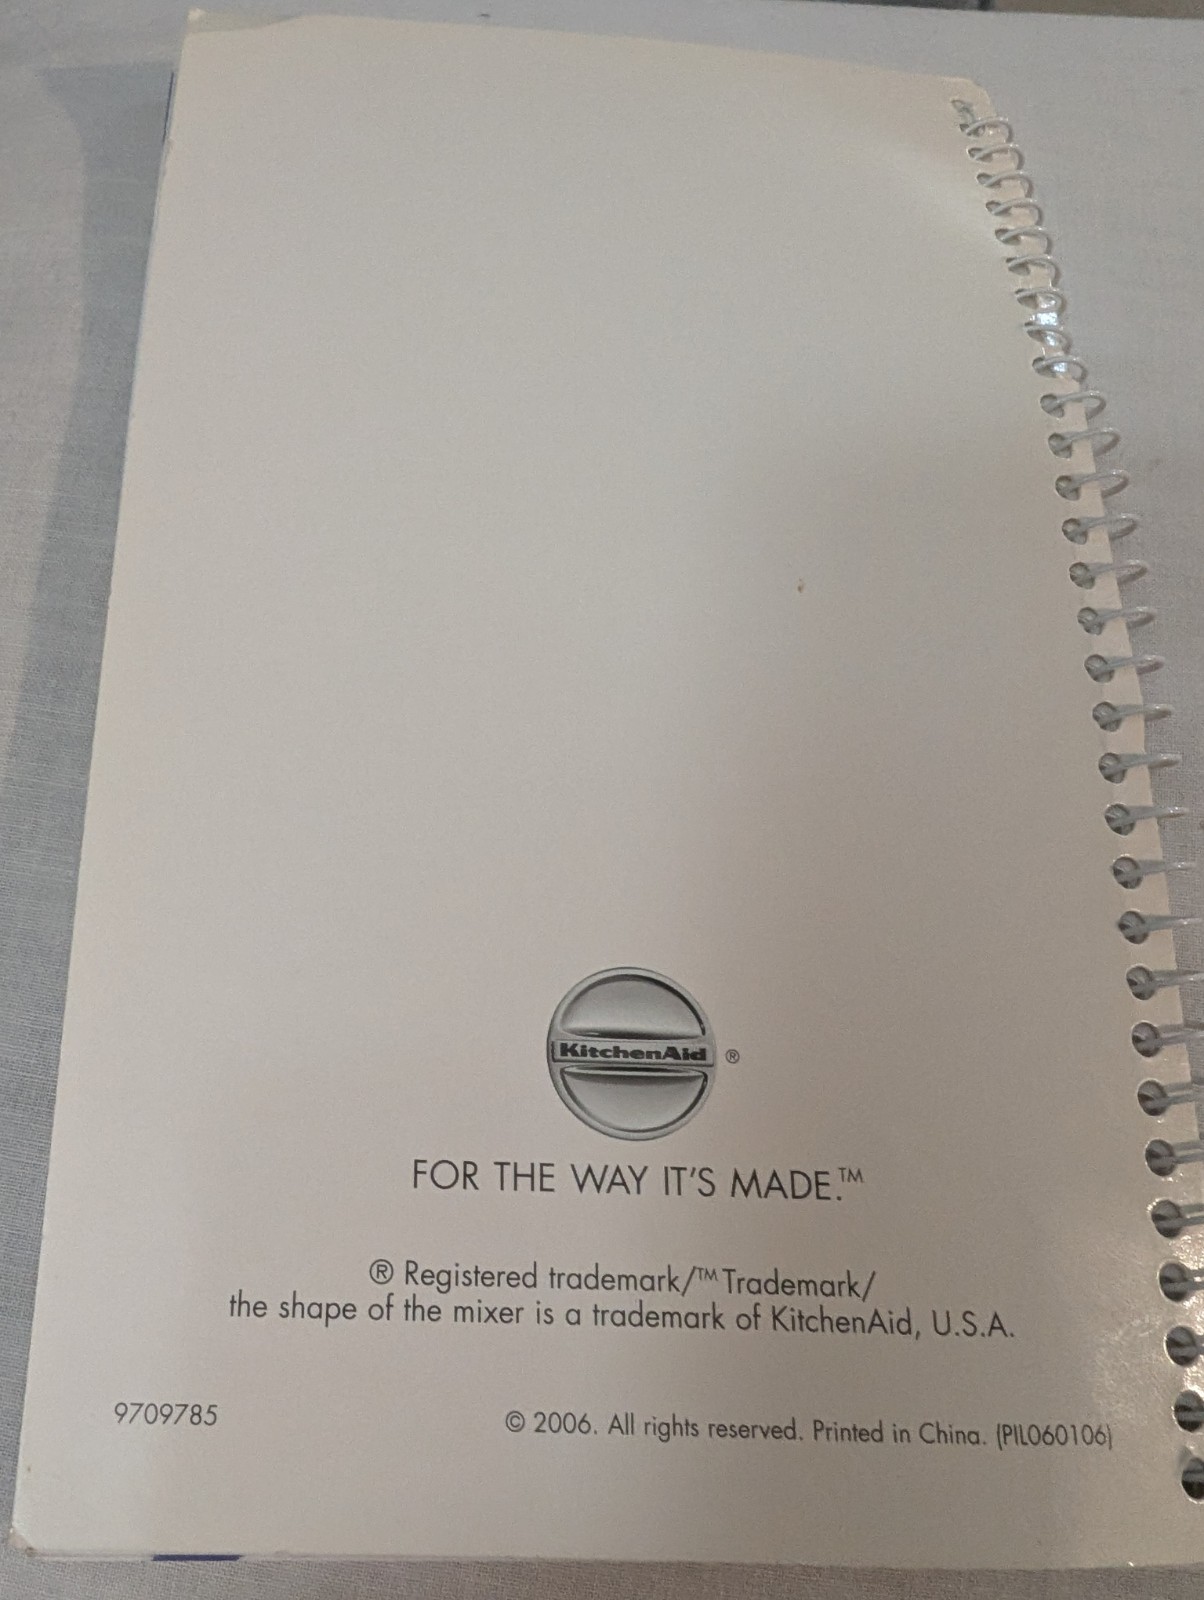 KitchenAid ®
FOR THE WAY IT'S MADE.™
® Registered trademark/™ Trademark/
the shape of the mixer is a trademark of KitchenAid, U.S.A.
9709785
© 2006. All rights reserved. Printed in China. (PIL060106)